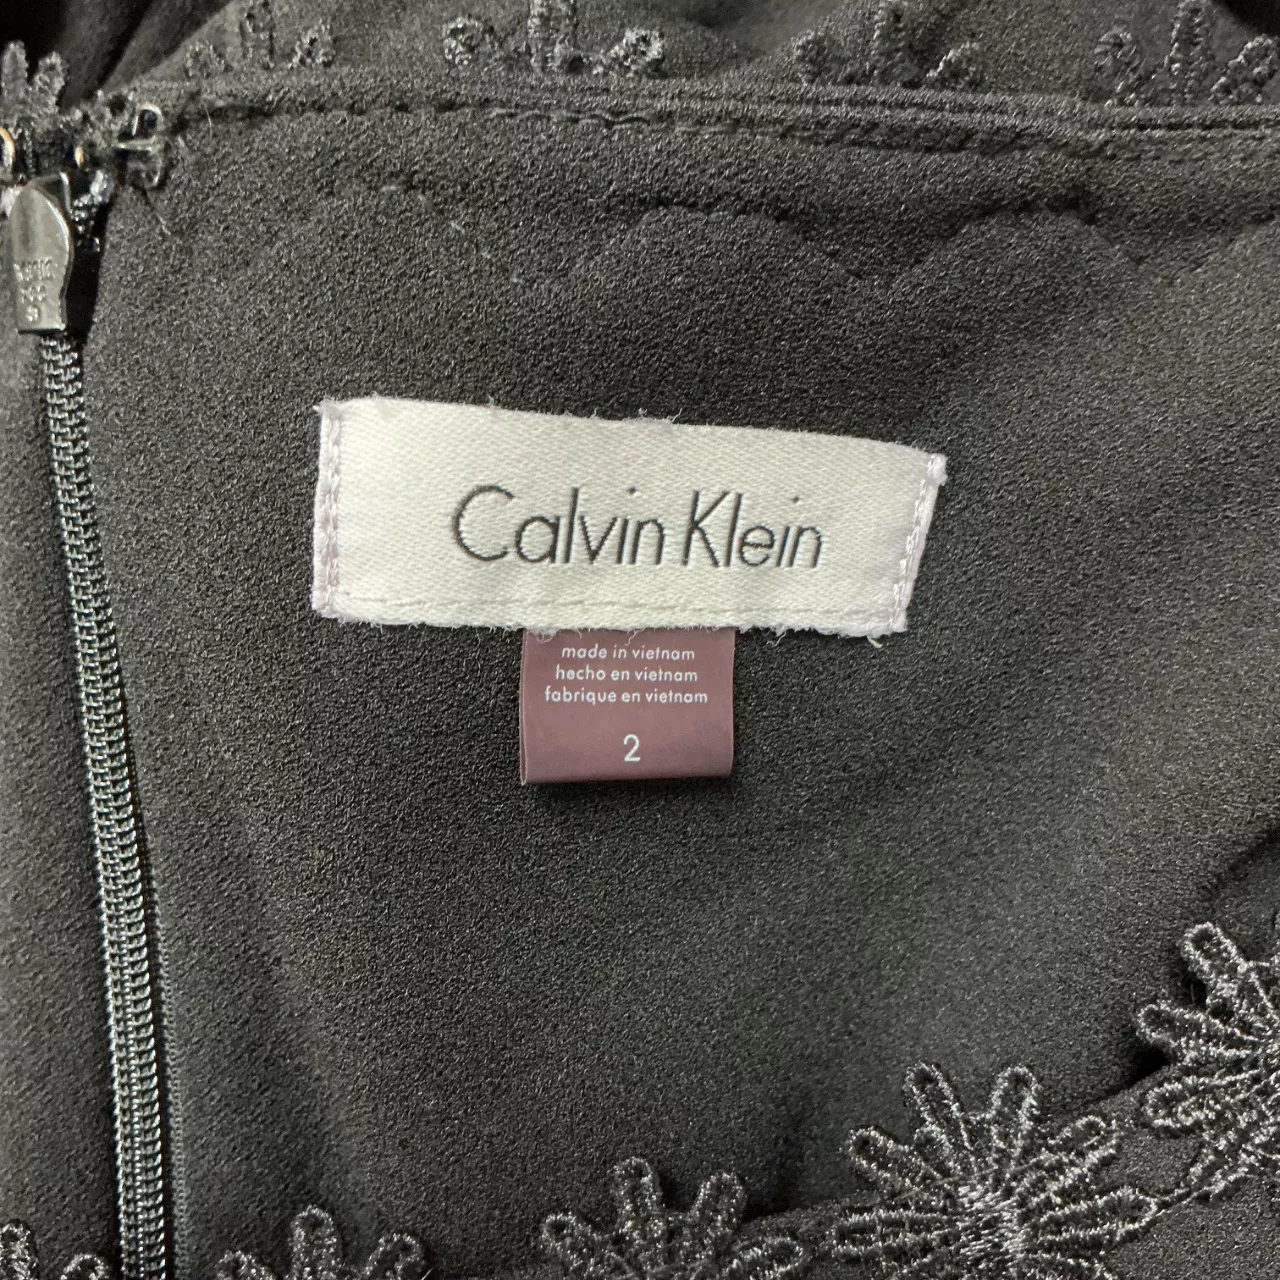 Calvin Klein
made in vietnam
hecho en vietnam
fabrique en vietnam
2